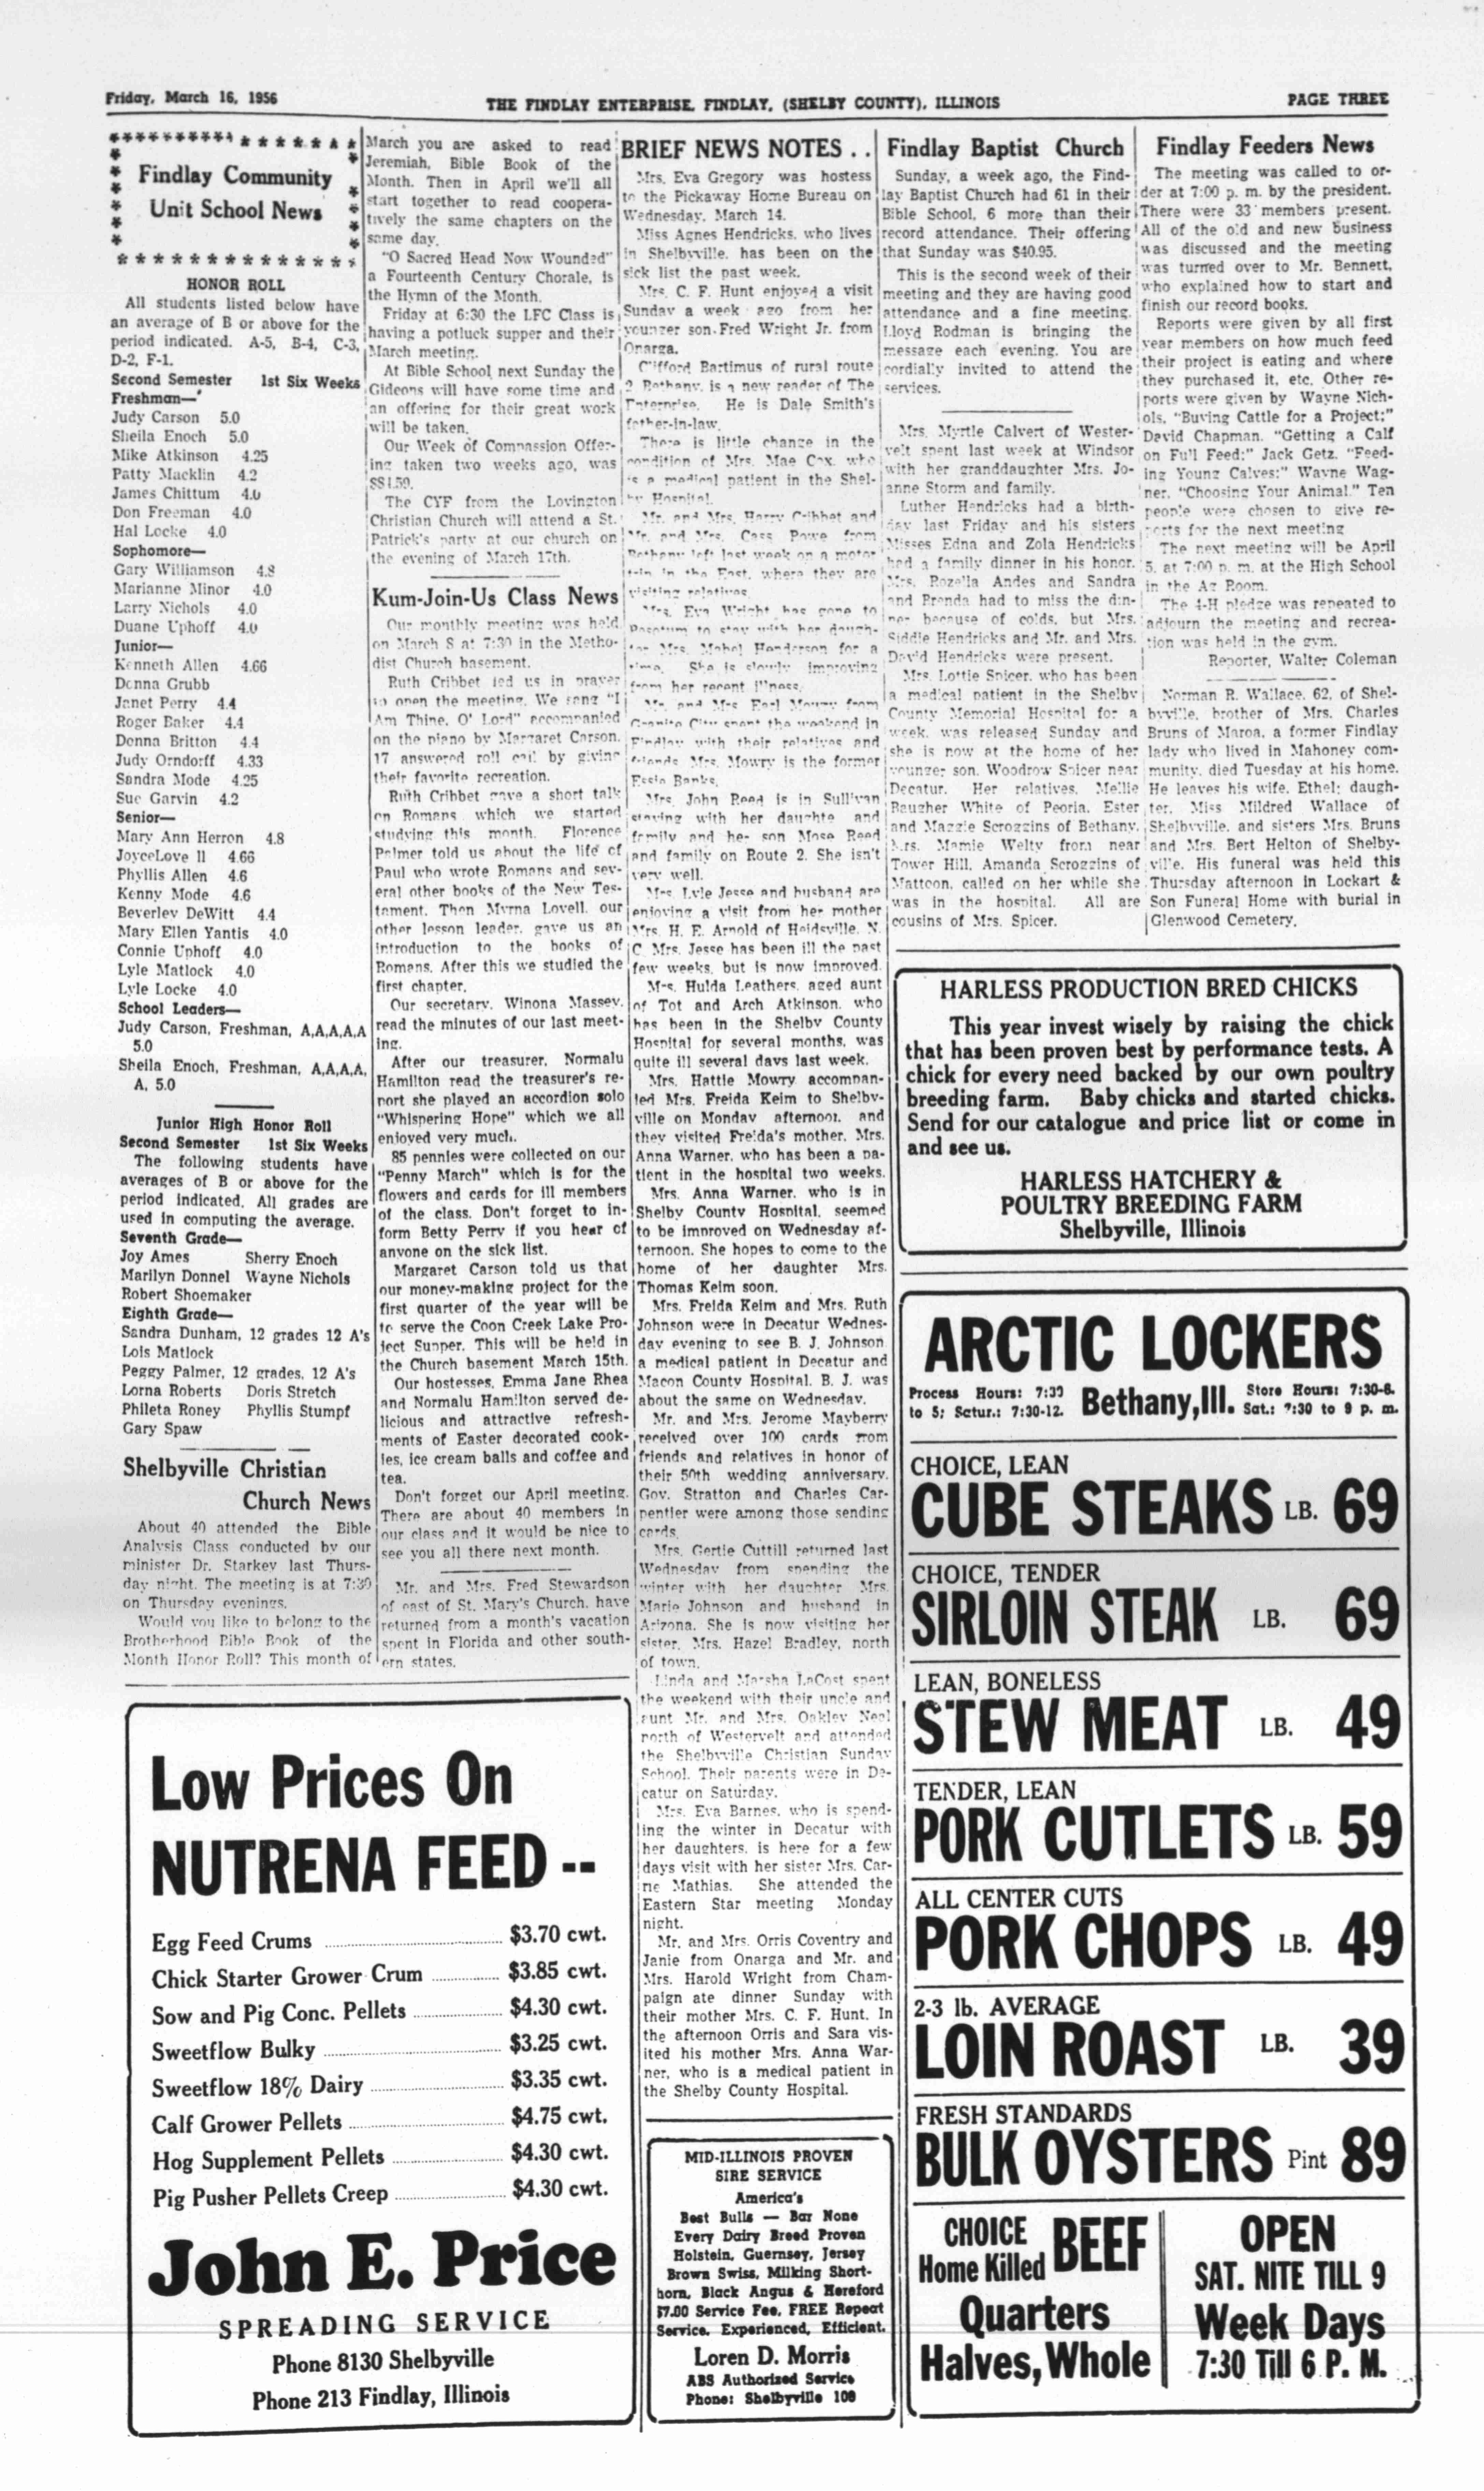 Friday, March 16, 1956
THE FINDLAY ENTERPRISE, FINDLAY, (SHELBY COUNTY), ILLINOIS
PAGE THREE
Findlay Community
Unit School News
HONOR ROLL
All students listed below have
an average of B or above for the
period indicated. A-5, B-4, C-3,
D-2, F-1.
Second Semester 1st Six Weeks
Freshman—
Judy Carson 5.0
Sheila Enoch 5.0
Mike Atkinson 4.25
Patty Macklin 4.2
James Chittum 4.0
Don Freeman 4.0
Hal Locke 4.0
Sophomore—
Gary Williamson 4.8
Marianne Minor 4.0
Larry Nichols 4.0
Duane Uphoff 4.0
Junior—
Kenneth Allen 4.66
Donna Grubb
Janet Perry 4.4
Roger Baker 4.4
Donna Britton 4.4
Judy Orndorff 4.33
Sandra Mode 4.25
Sue Garvin 4.2
Senior—
Mary Ann Herron 4.8
JoyceLove ll 4.66
Phyllis Allen 4.6
Kenny Mode 4.6
Beverley DeWitt 4.4
Mary Ellen Yantis 4.0
Connie Uphoff 4.0
Lyle Matlock 4.0
Lyle Locke 4.0
School Leaders—
Judy Carson, Freshman, A,A,A,A,A
5.0
Sheila Enoch, Freshman, A,A,A,A,
A, 5.0
Junior High Honor Roll
Second Semester 1st Six Weeks
The following students have
averages of B or above for the
period indicated. All grades are
used in computing the average.
Seventh Grade—
Joy Ames Sherry Enoch
Marilyn Donnel Wayne Nichols
Robert Shoemaker
Eighth Grade—
Sandra Dunham, 12 grades 12 A's
Lois Matlock
Peggy Palmer, 12 grades, 12 A's
Lorna Roberts Doris Stretch
Phileta Roney Phyllis Stumpf
Gary Spaw
Shelbyville Christian
Church News
About 40 attended the Bible
Analysis Class conducted by our
minister Dr. Starkey last Thurs-
day night. The meeting is at 7:30
on Thursday evenings.
Would you like to belong to the
Brotherhood Bible Book of the
Month Honor Roll? This month of
March you are asked to read
Jeremiah, Bible Book of the
Month. Then in April we'll all
start together to read coopera-
tively the same chapters on the
same day.
"O Sacred Head Now Wounded"
a Fourteenth Century Chorale, is
the Hymn of the Month.
Friday at 6:30 the LFC Class is
having a potluck supper and their
March meeting.
At Bible School next Sunday the
Gideons will have some time and
an offering for their great work
will be taken.
Our Week of Compassion Offer-
ing taken two weeks ago, was
$81.59.
The CYF from the Lovington
Christian Church will attend a St.
Patrick's party at our church on
the evening of March 17th.
Kum-Join-Us Class News
Our monthly meeting was held
on March 8 at 7:30 in the Metho-
dist Church basement.
Ruth Cribbet led us in prayer
to open the meeting. We sang "I
Am Thine, O' Lord" accompanied
on the piano by Margaret Carson.
17 answered roll call by giving
their favorite recreation.
Ruth Cribbet gave a short talk
on Romans which we started
studying this month. Florence
Palmer told us about the life of
Paul who wrote Romans and sev-
eral other books of the New Tes-
tament. Then Myrna Lovell, our
other lesson leader, gave us an
introduction to the books of
Romans. After this we studied the
first chapter.
Our secretary, Winona Massey,
read the minutes of our last meet-
ing.
After our treasurer, Normalu
Hamilton read the treasurer's re-
port she played an accordion solo
"Whispering Hope" which we all
enjoyed very much.
85 pennies were collected on our
"Penny March" which is for the
flowers and cards for ill members
of the class. Don't forget to in-
form Betty Perry if you hear of
anyone on the sick list.
Margaret Carson told us that
our money-making project for the
first quarter of the year will be
to serve the Coon Creek Lake Pro-
ject Supper. This will be held in
the Church basement March 15th.
Our hostesses, Emma Jane Rhea
and Normalu Hamilton served de-
licious and attractive refresh-
ments of Easter decorated cook-
ies, ice cream balls and coffee and
tea.
Don't forget our April meeting.
There are about 40 members in
our class and it would be nice to
see you all there next month.
Mr. and Mrs. Fred Stewardson
of east of St. Mary's Church, have
returned from a month's vacation
spent in Florida and other south-
ern states.
Low Prices On
NUTRENA FEED --
Egg Feed Crums $3.70 cwt.
Chick Starter Grower Crum $3.85 cwt.
Sow and Pig Conc. Pellets $4.30 cwt.
Sweetflow Bulky $3.25 cwt.
Sweetflow 18% Dairy $3.35 cwt.
Calf Grower Pellets $4.75 cwt.
Hog Supplement Pellets $4.30 cwt.
Pig Pusher Pellets Creep $4.30 cwt.
John E. Price
SPREADING SERVICE
Phone 8130 Shelbyville
Phone 213 Findlay, Illinois
BRIEF NEWS NOTES . .
Mrs. Eva Gregory was hostess
to the Pickaway Home Bureau on
Wednesday, March 14.
Miss Agnes Hendricks, who lives
in Shelbyville, has been on the
sick list the past week.
Mrs. C. F. Hunt enjoyed a visit
Sunday a week ago from her
younger son, Fred Wright Jr. from
Onarga.
Clifford Bartimus of rural route
2 Bethany, is a new reader of The
Enterprise. He is Dale Smith's
father-in-law.
There is little change in the
condition of Mrs. Mae Cox, who
is a medical patient in the Shel-
by Hospital.
Mr. and Mrs. Harry Cribbet and
Mr. and Mrs. Cass Powe from
Bethany left last week on a motor
trip in the East, where they are
visiting relatives.
Mrs. Eva Wright has gone to
Pesotum to stay with her daugh-
ter Mrs. Mabel Henderson for a
time. She is slowly improving
from her recent illness.
Mr. and Mrs Earl Mowry from
Granite City spent the weekend in
Findlay with their relatives and
friends Mrs. Mowry is the former
Essie Banks.
Mrs. John Reed is in Sullivan
staying with her daughte and
family and her son Mose Reed
and family on Route 2. She isn't
very well.
Mrs. Lyle Jesse and husband are
enjoying a visit from her mother
Mrs. H. E. Arnold of Heidsville, N.
C. Mrs. Jesse has been ill the past
few weeks, but is now improved.
Mrs. Hulda Leathers, aged aunt
of Tot and Arch Atkinson, who
has been in the Shelby County
Hospital for several months, was
quite ill several days last week.
Mrs. Hattie Mowry accompan-
ied Mrs. Freida Keim to Shelby-
ville on Monday afternoon, and
they visited Freida's mother, Mrs.
Anna Warner, who has been a pa-
tient in the hospital two weeks.
Mrs. Anna Warner, who is in
Shelby County Hospital, seemed
to be improved on Wednesday af-
ternoon. She hopes to come to the
home of her daughter Mrs.
Thomas Keim soon.
Mrs. Freida Keim and Mrs. Ruth
Johnson were in Decatur Wednes-
day evening to see B. J. Johnson
a medical patient in Decatur and
Macon County Hospital. B. J. was
about the same on Wednesday.
Mr. and Mrs. Jerome Mayberry
received over 100 cards from
friends and relatives in honor of
their 50th wedding anniversary.
Gov. Stratton and Charles Car-
pentier were among those sending
cards.
Mrs. Gertie Cuttill returned last
Wednesday from spending the
winter with her daughter Mrs.
Marie Johnson and husband in
Arizona. She is now visiting her
sister, Mrs. Hazel Bradley, north
of town.
Linda and Marsha LaCost spent
the weekend with their uncle and
aunt Mr. and Mrs. Oakley Neal
north of Westervelt and attended
the Shelbyville Christian Sunday
School. Their parents were in De-
catur on Saturday.
Mrs. Eva Barnes, who is spend-
ing the winter in Decatur with
her daughters, is here for a few
days visit with her sister Mrs. Car-
rie Mathias. She attended the
Eastern Star meeting Monday
night.
Mr. and Mrs. Orris Coventry and
Janie from Onarga and Mr. and
Mrs. Harold Wright from Cham-
paign ate dinner Sunday with
their mother Mrs. C. F. Hunt. In
the afternoon Orris and Sara vis-
ited his mother Mrs. Anna War-
ner, who is a medical patient in
the Shelby County Hospital.
MID-ILLINOIS PROVEN
SIRE SERVICE
America's
Best Bulls — Bar None
Every Dairy Breed Proven
Holstein, Guernsey, Jersey
Brown Swiss, Milking Short-
horn, Black Angus & Hereford
$7.00 Service Fee, FREE Repeat
Service. Experienced, Efficient.
Loren D. Morris
ABS Authorized Service
Phone: Shelbyville 108
Findlay Baptist Church
Sunday, a week ago, the Find-
lay Baptist Church had 61 in their
Bible School, 6 more than their
record attendance. Their offering
that Sunday was $40.95.
This is the second week of their
meeting and they are having good
attendance and a fine meeting.
Lloyd Rodman is bringing the
message each evening. You are
cordially invited to attend the
services.
Mrs. Myrtle Calvert of Wester-
velt spent last week at Windsor
with her granddaughter Mrs. Jo-
anne Storm and family.
Luther Hendricks had a birth-
day last Friday and his sisters
Misses Edna and Zola Hendricks
had a family dinner in his honor.
Mrs. Rozella Andes and Sandra
and Brenda had to miss the din-
ner because of colds, but Mrs.
Siddie Hendricks and Mr. and Mrs.
David Hendricks were present.
Mrs. Lottie Spicer, who has been
a medical patient in the Shelby
County Memorial Hospital for a
week, was released Sunday and
she is now at the home of her
younger son, Woodrow Spicer near
Decatur. Her relatives, Mellie
Baugher White of Peoria, Ester
and Maggie Scroggins of Bethany,
Mrs. Mamie Welty from near
Tower Hill, Amanda Scroggins of
Mattoon, called on her while she
was in the hospital. All are
cousins of Mrs. Spicer.
Findlay Feeders News
The meeting was called to or-
der at 7:00 p. m. by the president.
There were 33 members present.
All of the old and new business
was discussed and the meeting
was turned over to Mr. Bennett,
who explained how to start and
finish our record books.
Reports were given by all first
year members on how much feed
their project is eating and where
they purchased it, etc. Other re-
ports were given by Wayne Nich-
ols, "Buying Cattle for a Project;"
David Chapman, "Getting a Calf
on Full Feed;" Jack Getz, "Feed-
ing Young Calves;" Wayne Wag-
ner, "Choosing Your Animal." Ten
people were chosen to give re-
ports for the next meeting
The next meeting will be April
5, at 7:00 p. m. at the High School
in the Ag Room.
The 4-H pledge was repeated to
adjourn the meeting and recrea-
tion was held in the gym.
Reporter, Walter Coleman
Norman R. Wallace, 62, of Shel-
byville, brother of Mrs. Charles
Bruns of Maroa, a former Findlay
lady who lived in Mahoney com-
munity, died Tuesday at his home.
He leaves his wife, Ethel; daugh-
ter, Miss Mildred Wallace of
Shelbyville, and sisters Mrs. Bruns
and Mrs. Bert Helton of Shelby-
ville. His funeral was held this
Thursday afternoon in Lockart &
Son Funeral Home with burial in
Glenwood Cemetery.
HARLESS PRODUCTION BRED CHICKS
This year invest wisely by raising the chick
that has been proven best by performance tests. A
chick for every need backed by our own poultry
breeding farm. Baby chicks and started chicks.
Send for our catalogue and price list or come in
and see us.
HARLESS HATCHERY &
POULTRY BREEDING FARM
Shelbyville, Illinois
ARCTIC LOCKERS
Process Hours: 7:30
to 5; Satur.: 7:30-12.
Bethany, Ill.
Store Hours: 7:30-6.
Sat.: 7:30 to 9 p. m.
CHOICE, LEAN
CUBE STEAKS LB. 69
CHOICE, TENDER
SIRLOIN STEAK LB. 69
LEAN, BONELESS
STEW MEAT LB. 49
TENDER, LEAN
PORK CUTLETS LB. 59
ALL CENTER CUTS
PORK CHOPS LB. 49
2-3 lb. AVERAGE
LOIN ROAST LB. 39
FRESH STANDARDS
BULK OYSTERS Pint 89
CHOICE
Home Killed BEEF
Quarters
Halves, Whole
OPEN
SAT. NITE TILL 9
Week Days
7:30 Till 6 P. M.